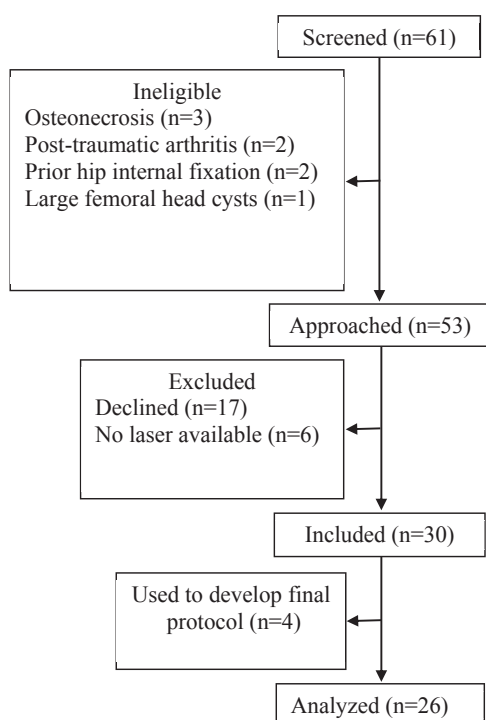 Screened (n=61)
Ineligible
Osteonecrosis (n=3)
Post-traumatic arthritis (n=2)
Prior hip internal fixation (n=2)
Large femoral head cysts (n=1)
Approached (n=53)
Excluded
Declined (n=17)
No laser available (n=6)
Included (n=30)
Used to develop final
protocol (n=4)
Analyzed (n=26)